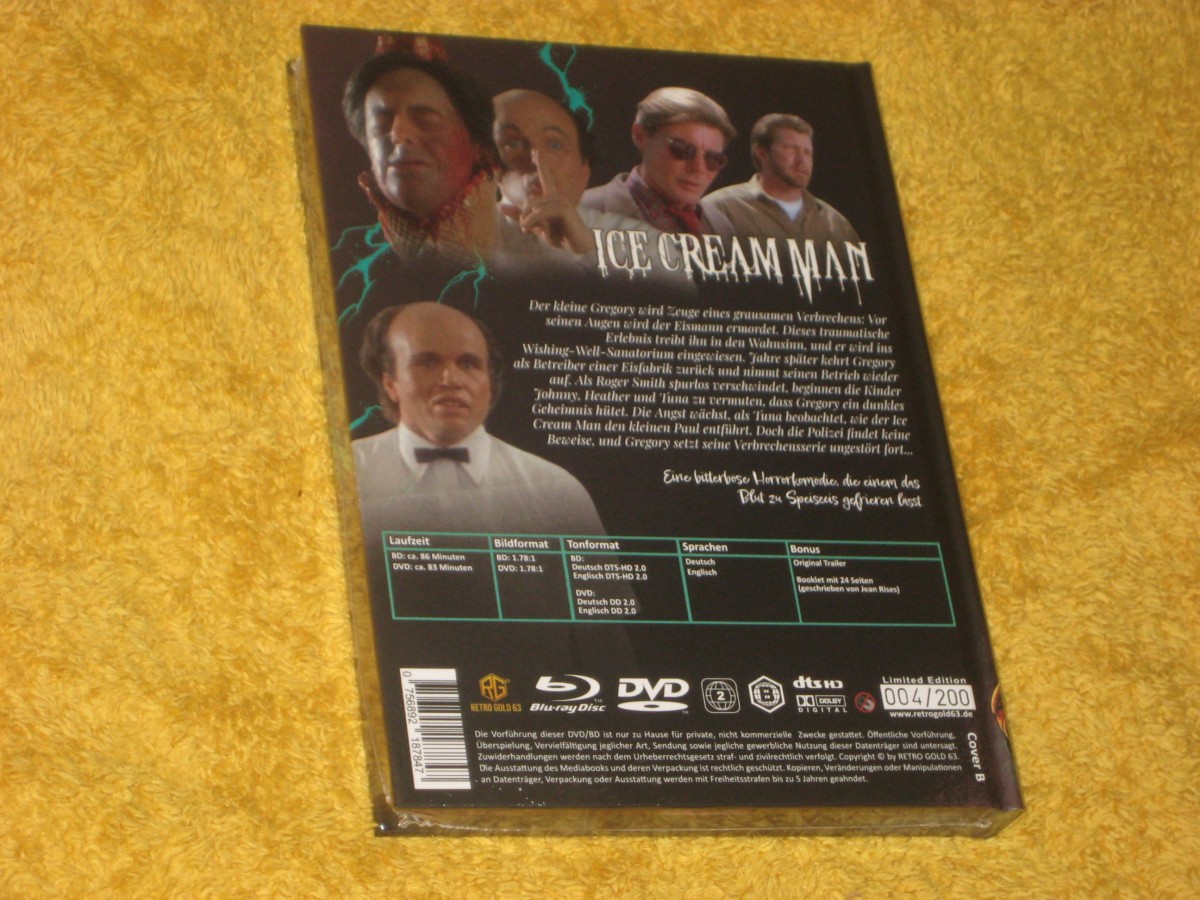 ICE CREAM MAN
Der kleine Gregory wird Zeuge eines grausamen Verbrechens: Vor
seinen Augen wird der Eismann ermordet. Dieses traumatische
Erlebnis treibt ihn in den Wahnsinn, und er wird ins
Wishing-Well-Sanatorium eingewiesen. Jahre später kehrt Gregory
als Betreiber einer Eisfabrik zurück und nimmt seinen Betrieb wieder
auf. Als Roger Smith spurlos verschwindet, beginnen die Kinder
Johnny, Heather und Tuna zu vermuten, dass Gregory ein dunkles
Geheimnis hütet. Die Angst wächst, als Tuna beobachtet, wie der Ice
Cream Man den kleinen Paul entführt. Doch die Polizei findet keine
Beweise, und Gregory setzt seine Verbrechensserie ungestört fort...
Eine bitterböse Horrorkomödie, die einem das
Blut zu Speiseeis gefrieren lässt
Laufzeit
BD: ca. 86 Minuten
DVD: ca. 83 Minuten
Bildformat
BD: 1.78:1
DVD: 1.78:1
Tonformat
BD:
Deutsch DTS-HD 2.0
Englisch DTS-HD 2.0
DVD:
Deutsch DD 2.0
Englisch DD 2.0
Sprachen
Deutsch
Englisch
Bonus
Original Trailer
Booklet mit 24 Seiten
(geschrieben von Jean Rises)
0 756892 187847
RG
RETRO GOLD 63
Blu-ray Disc
DVD
2
dts HD
DOLBY
DIGITAL
Limited Edition
004/200
www.retrogold63.de
Die Vorführung dieser DVD/BD ist nur zu Hause für private, nicht kommerzielle Zwecke gestattet. Öffentliche Vorführung,
Überspielung, Vervielfältigung jeglicher Art, Sendung sowie jegliche gewerbliche Nutzung dieser Datenträger sind untersagt.
Zuwiderhandlungen werden nach dem Urheberrechtsgesetz straf- und zivilrechtlich verfolgt. Copyright © by RETRO GOLD 63.
Die Ausstattung des Mediabooks und deren Verpackung ist rechtlich geschützt. Kopieren, Veränderungen oder Manipulationen
an Datenträger, Verpackung oder Ausstattung werden mit Freiheitsstrafen bis zu 5 Jahren geahndet.
Cover B